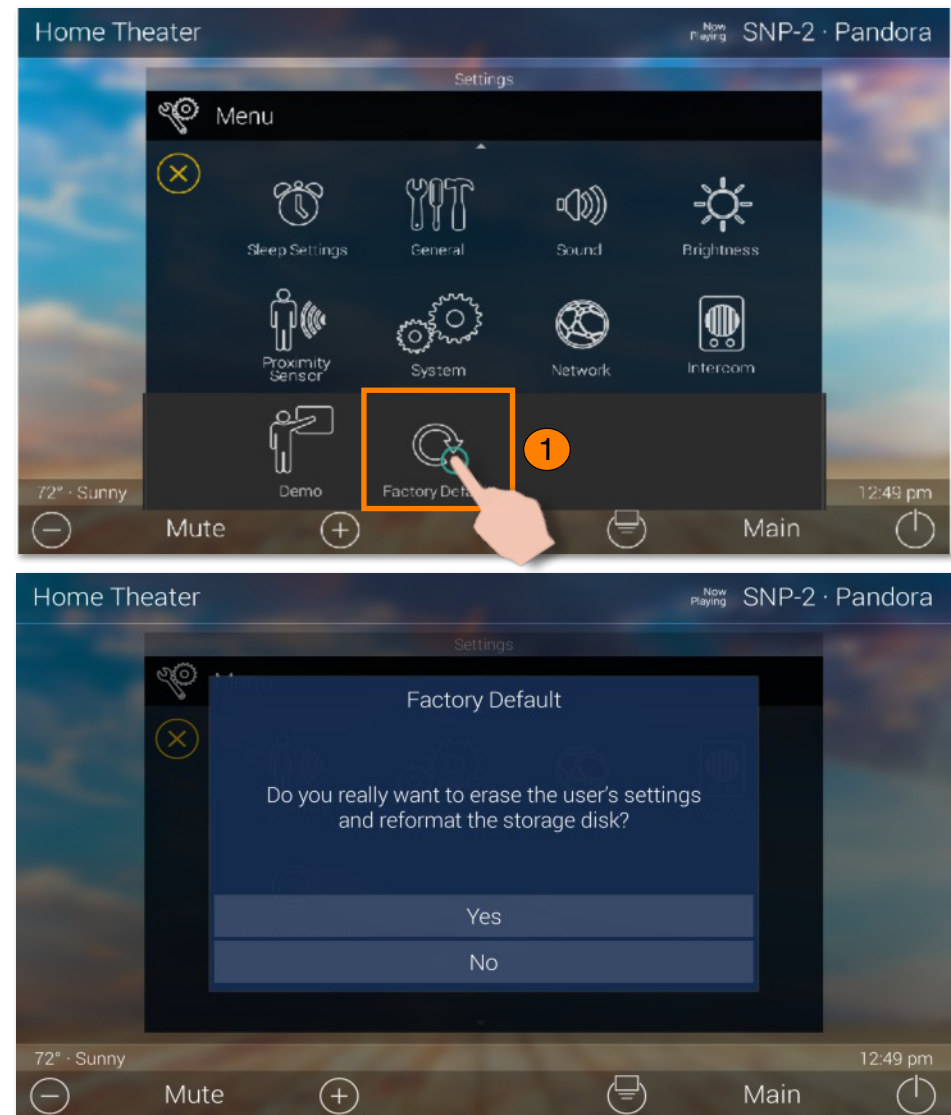 Home Theater
Now Playing SNP-2 · Pandora
Settings
Menu
Sleep Settings
General
Sound
Brightness
Proximity
Sensor
System
Network
Intercom
1
Demo
Factory
72° · Sunny
12:49 pm
Mute
Main
Home Theater
Now Playing SNP-2 · Pandora
Settings
Menu
Factory Default
Do you really want to erase the user's settings
and reformat the storage disk?
Yes
No
72° · Sunny
12:49 pm
Mute
Main